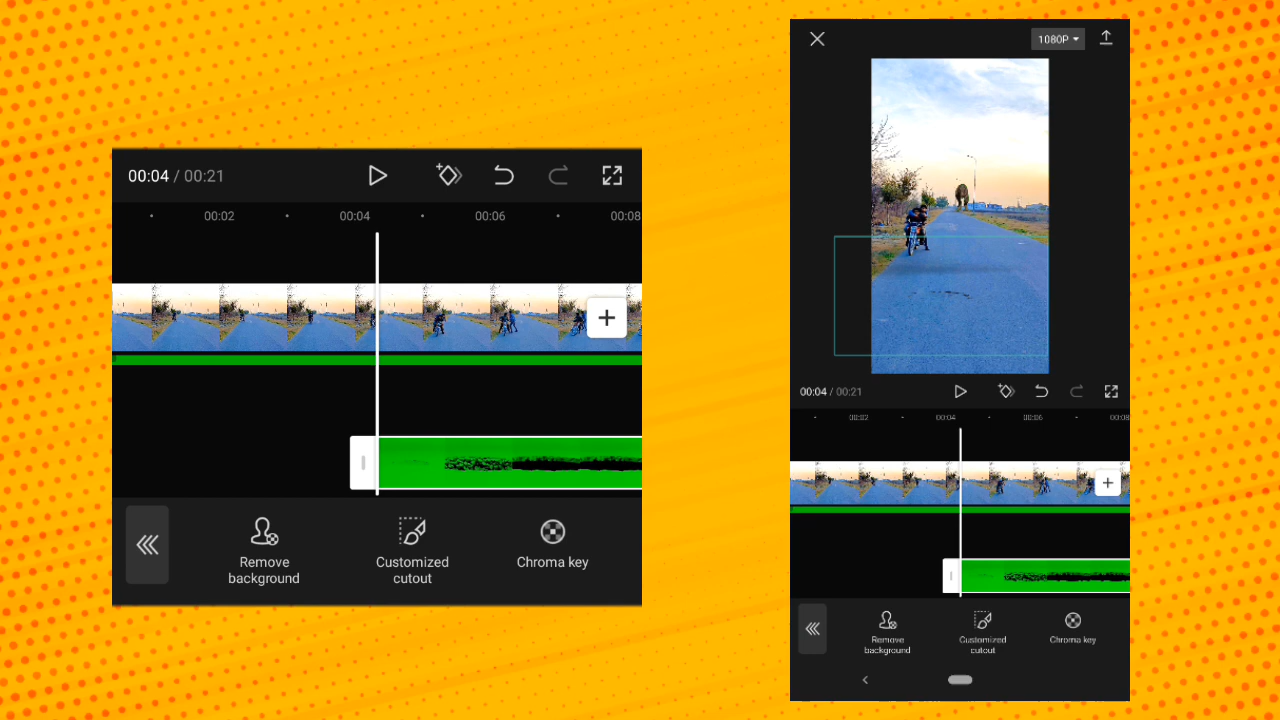 00:04 / 00:21
00:02
00:04
00:06
00:08
+
Remove
background
Customized
cutout
Chroma key
1080P
00:04 / 00:21
00:02
00:04
00:06
00:08
+
Remove
background
Customized
cutout
Chroma key